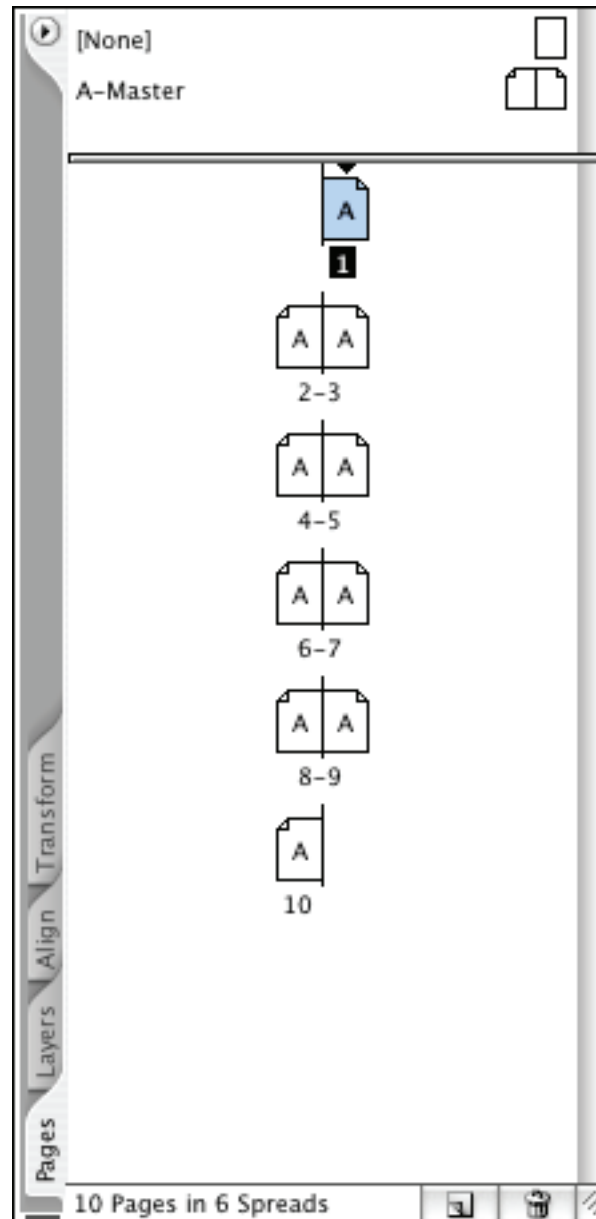 [None]
A-Master
A
1
A A
2-3
A A
4-5
A A
6-7
A A
8-9
A
10
Transform
Align
Layers
Pages
10 Pages in 6 Spreads